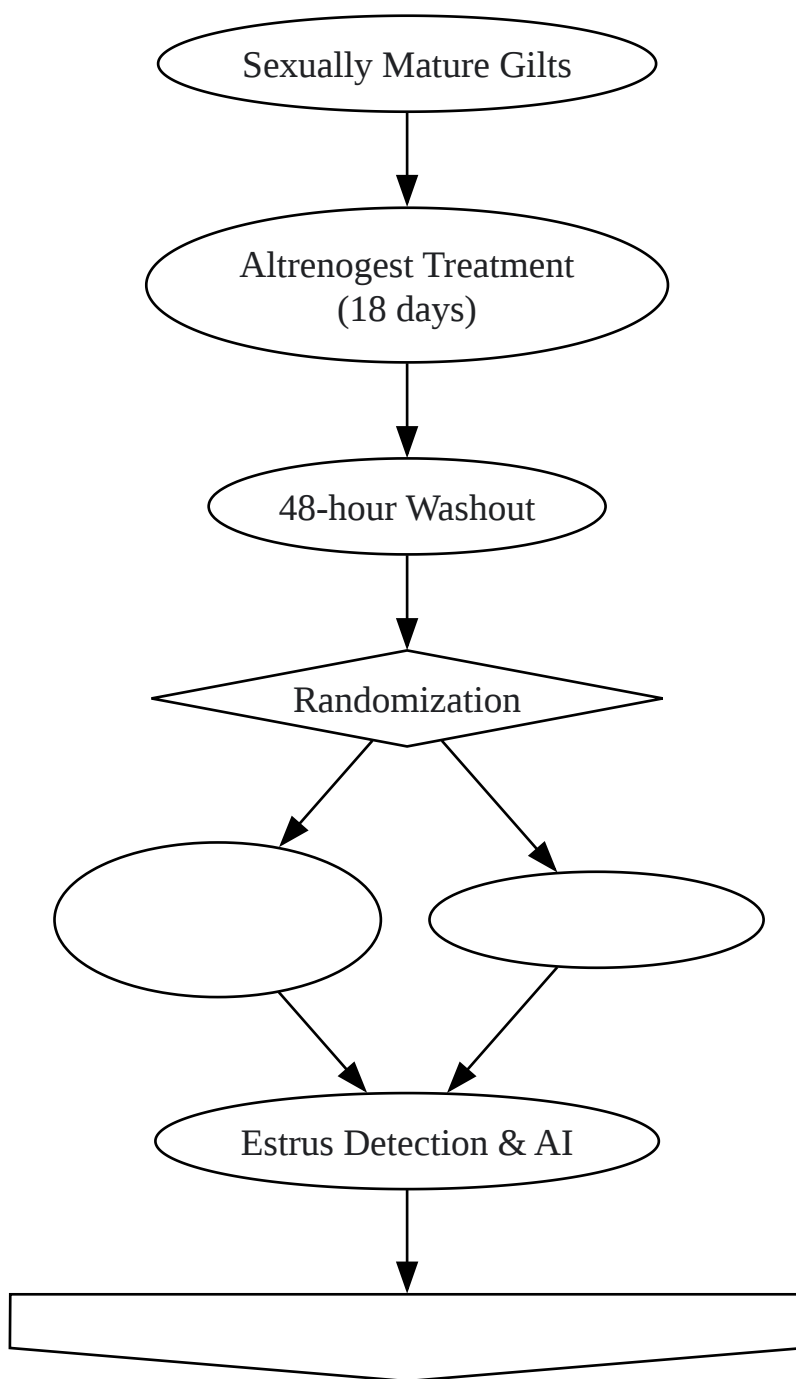 Sexually Mature Gilts
Altrenogest Treatment
(18 days)
48-hour Washout
Randomization
Estrus Detection & AI